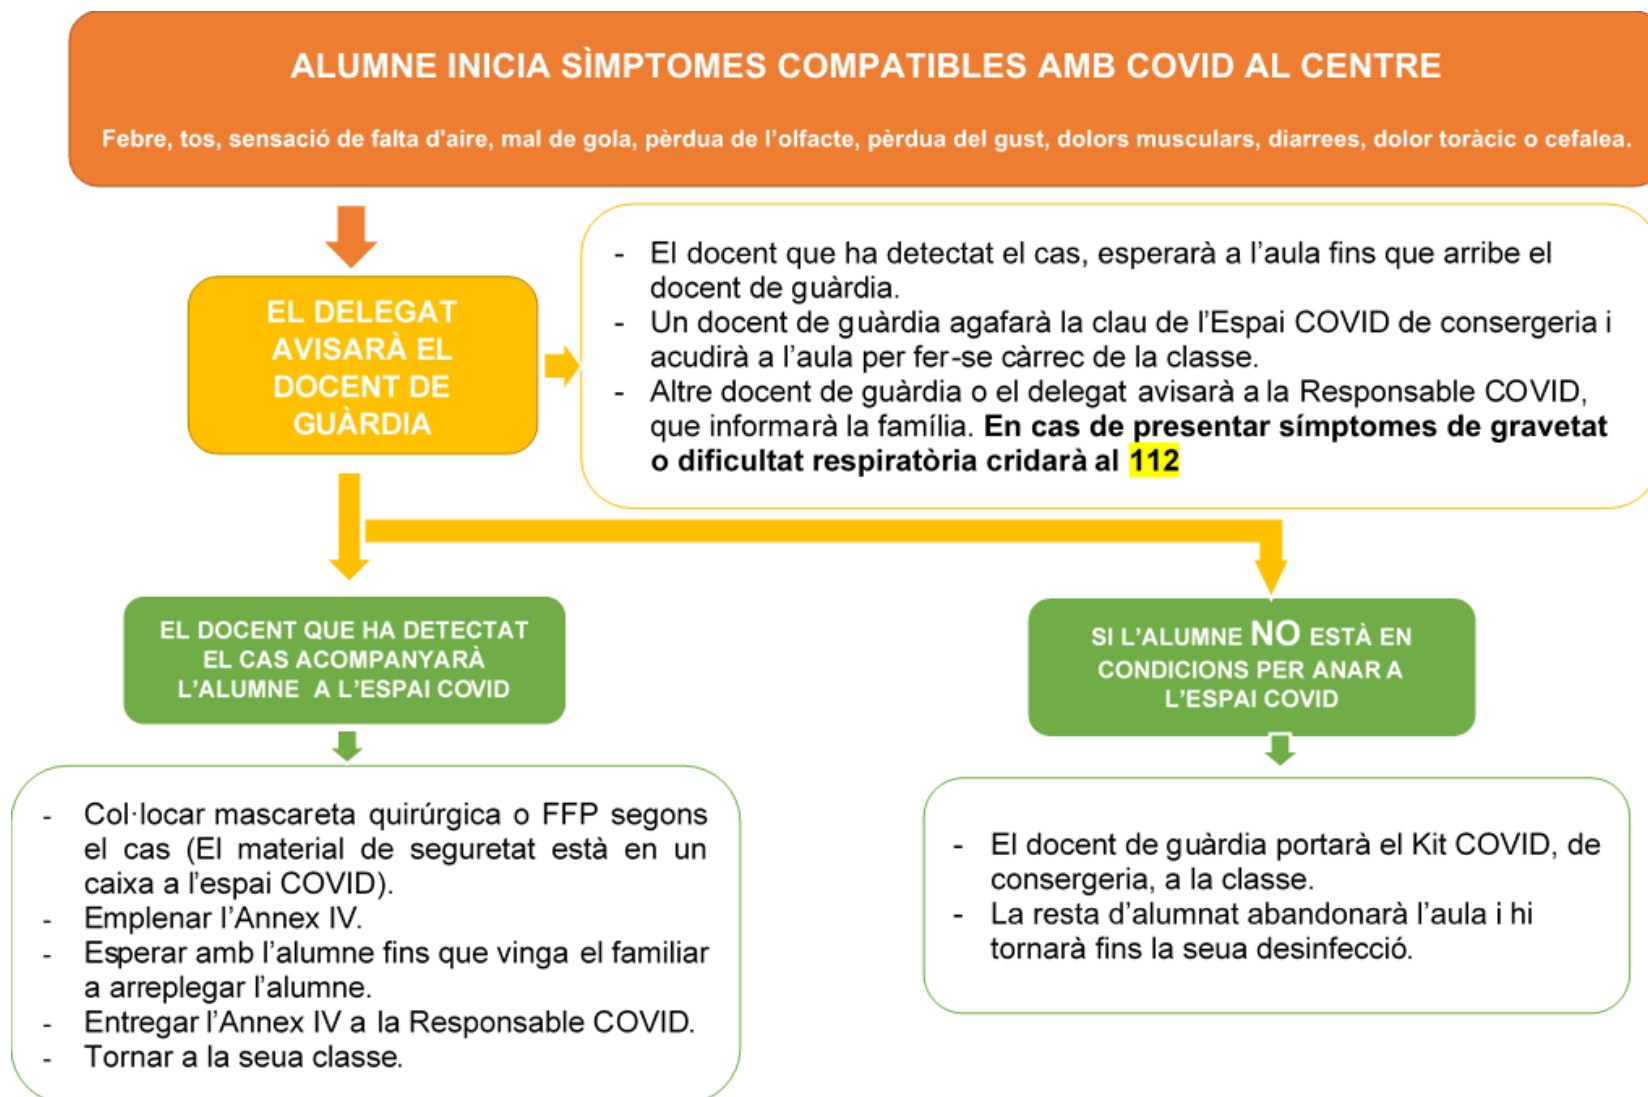 ALUMNE INICIA SÌMPTOMES COMPATIBLES AMB COVID AL CENTRE
Febre, tos, sensació de falta d'aire, mal de gola, pèrdua de l’olfacte, pèrdua del gust, dolors musculars, diarrees, dolor toràcic o cefalea.
EL DELEGAT
AVISARÀ EL
DOCENT DE
GUÀRDIA
- El docent que ha detectat el cas, esperarà a l’aula fins que arribe el
docent de guàrdia.
- Un docent de guàrdia agafarà la clau de l’Espai COVID de consergeria i
acudirà a l’aula per fer-se càrrec de la classe.
- Altre docent de guàrdia o el delegat avisarà a la Responsable COVID,
que informarà la família. En cas de presentar símptomes de gravetat
o dificultat respiratòria cridarà al 112
EL DOCENT QUE HA DETECTAT
EL CAS ACOMPANYARÀ
L’ALUMNE A L’ESPAI COVID
- Col·locar mascareta quirúrgica o FFP segons
el cas (El material de seguretat està en un
caixa a l’espai COVID).
- Emplenar l’Annex IV.
- Esperar amb l’alumne fins que vinga el familiar
a arreplegar l’alumne.
- Entregar l’Annex IV a la Responsable COVID.
- Tornar a la seua classe.
SI L’ALUMNE NO ESTÀ EN
CONDICIONS PER ANAR A
L’ESPAI COVID
- El docent de guàrdia portarà el Kit COVID, de
consergeria, a la classe.
- La resta d’alumnat abandonarà l’aula i hi
tornarà fins la seua desinfecció.